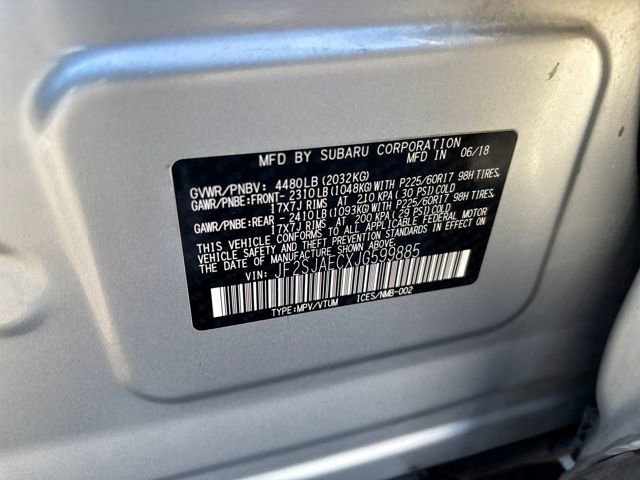 MFD BY SUBARU CORPORATION
MFD IN 06/18
GVWR/PNBV: 4480LB (2032KG)
GAWR/PNBE:FRONT- 2310LB (1048KG) WITH P225/60R17 98H TIRES,
17X7J RIMS AT 210 KPA ( 30 PSI) COLD
GAWR/PNBE:REAR - 2410LB (1093KG) WITH P225/60R17 98H TIRES,
17X7J RIMS AT 200 KPA ( 29 PSI) COLD
THIS VEHICLE CONFORMS TO ALL APPLICABLE FEDERAL MOTOR
VEHICLE SAFETY AND THEFT PREVENTION STANDARDS IN EFFECT ON
THE DATE OF MANUFACTURE SHOWN ABOVE.
VIN: JF2SJAECXJG599885
TYPE:MPV/VTUM ICES/NMB-002